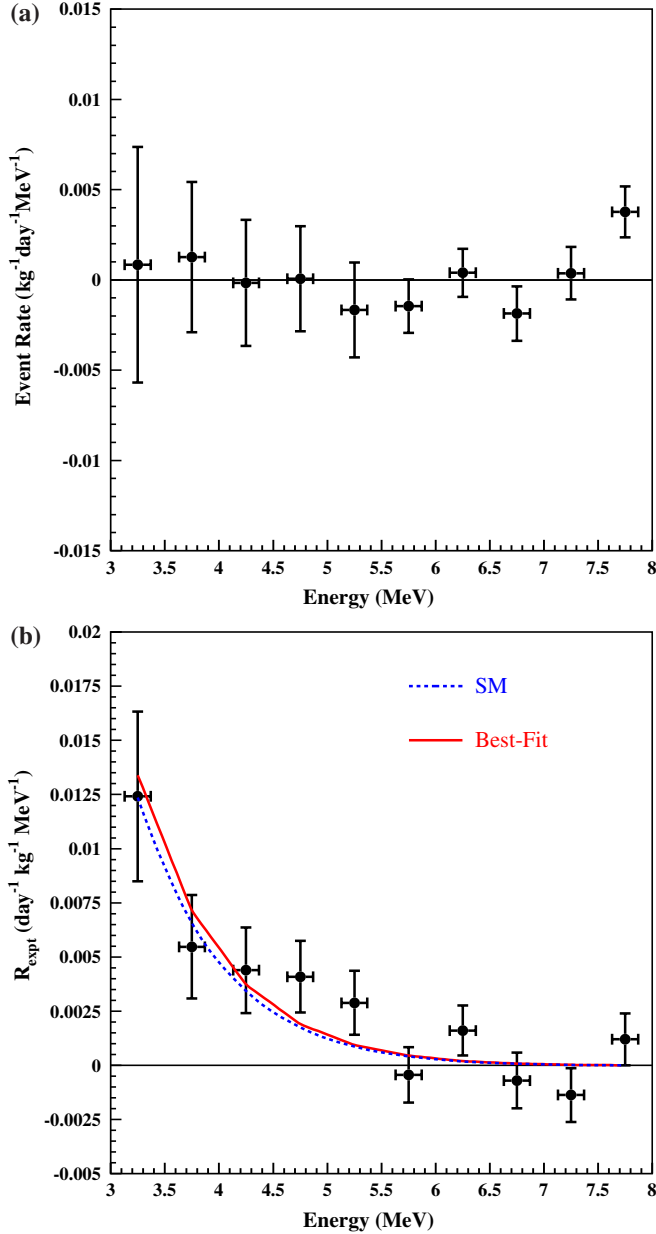 (a)
0.015
0.01
0.005
0
-0.005
-0.01
-0.015
Event Rate (kg-1day-1MeV-1)
3 3.5 4 4.5 5 5.5 6 6.5 7 7.5 8
Energy (MeV)
(b)
0.02
0.0175
0.015
0.0125
0.01
0.0075
0.005
0.0025
0
-0.0025
-0.005
Rexpt (day-1 kg-1 MeV-1)
SM
Best-Fit
3 3.5 4 4.5 5 5.5 6 6.5 7 7.5 8
Energy (MeV)